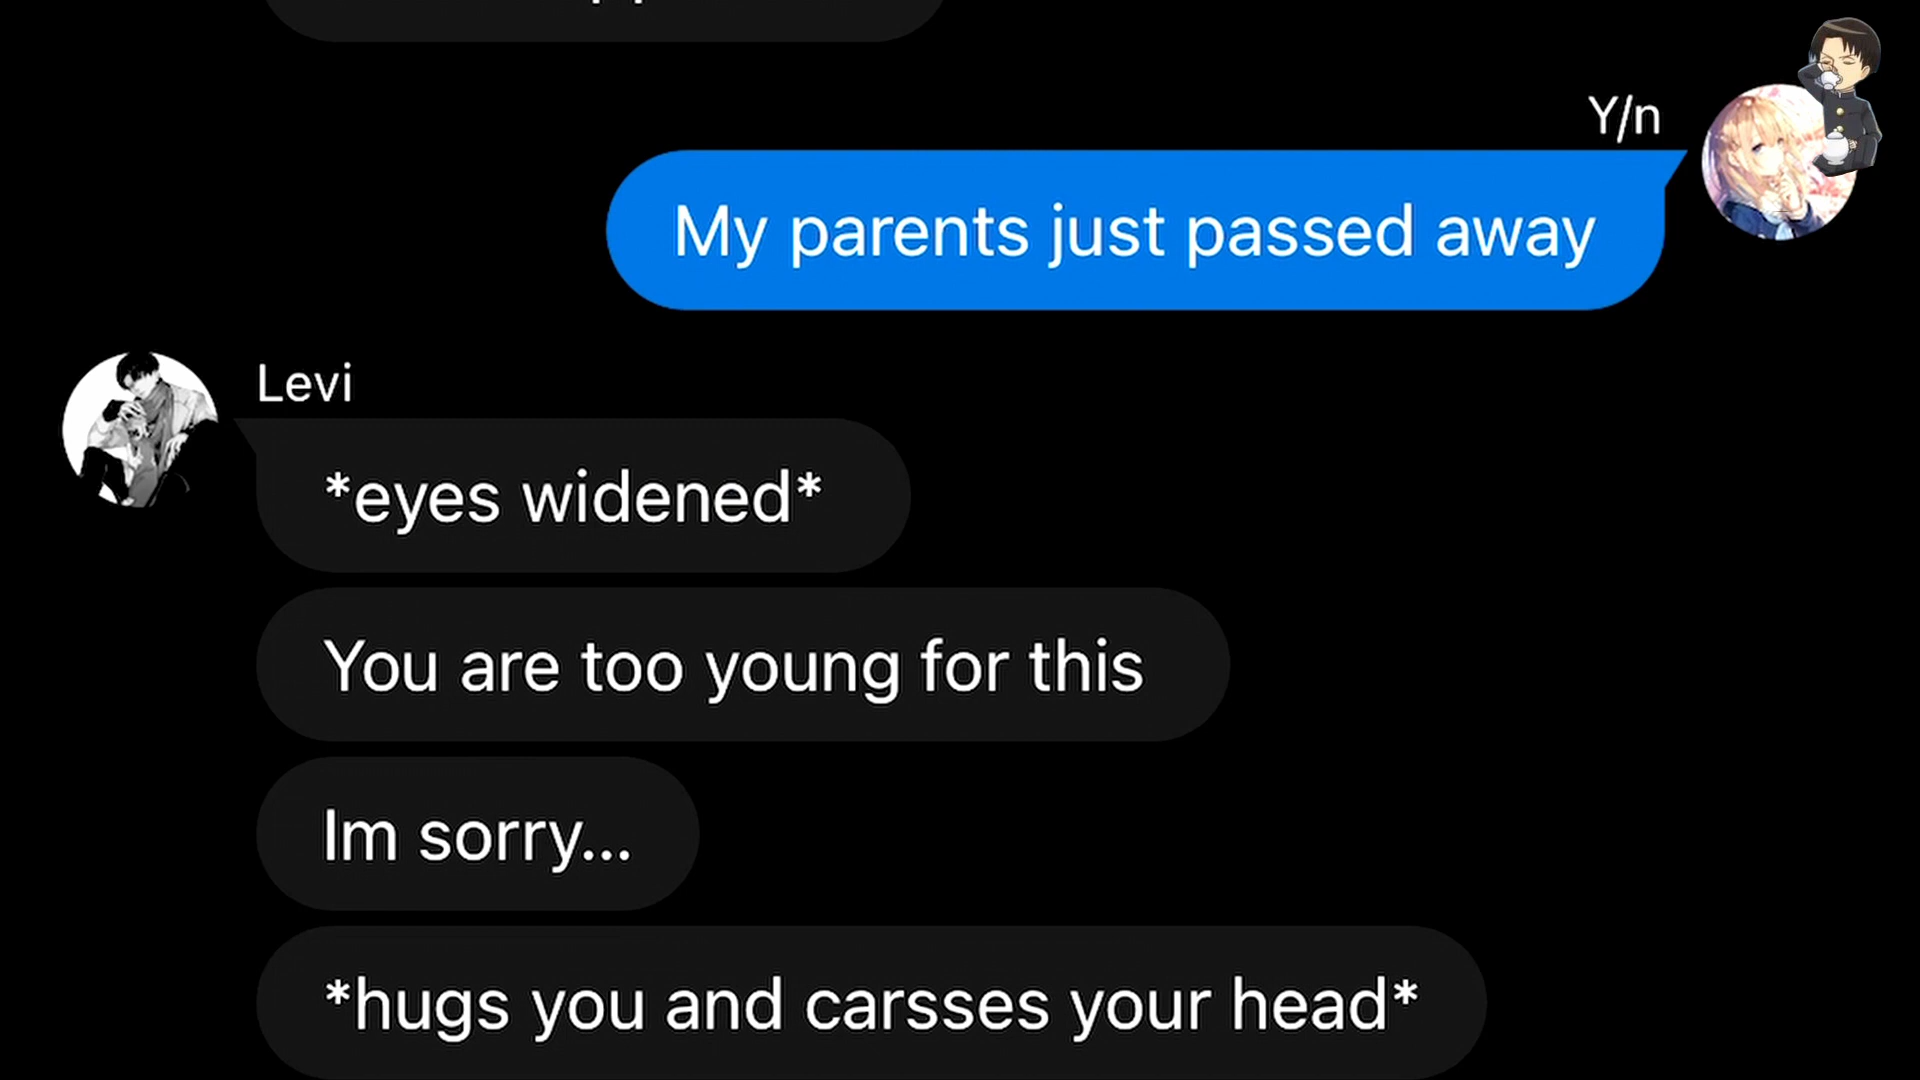 Y/n
My parents just passed away
Levi
*eyes widened*
You are too young for this
Im sorry...
*hugs you and carsses your head*